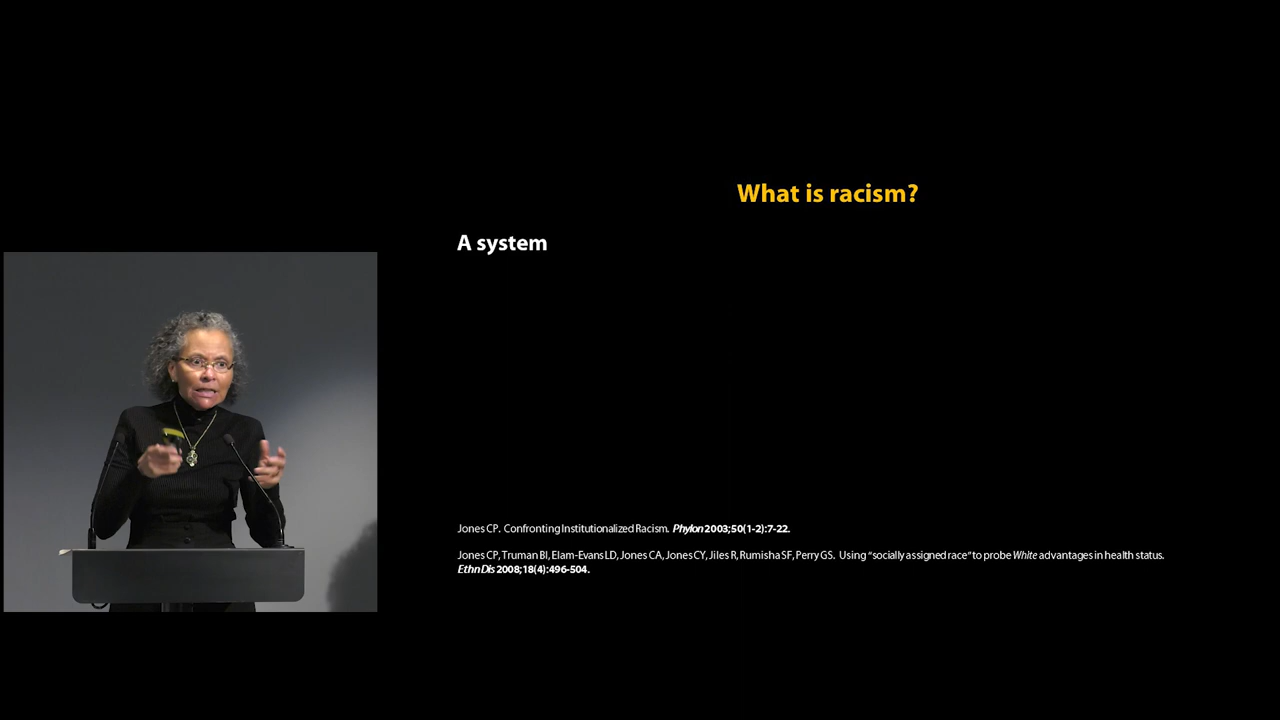 What is racism?
A system
Jones CP. Confronting Institutionalized Racism. Phylon 2003;50(1-2):7-22.
Jones CP, Truman BI, Elam-Evans LD, Jones CA, Jones CY, Jiles R, Rumisha SF, Perry GS. Using “socially assigned race” to probe White advantages in health status.
Ethn Dis 2008;18(4):496-504.